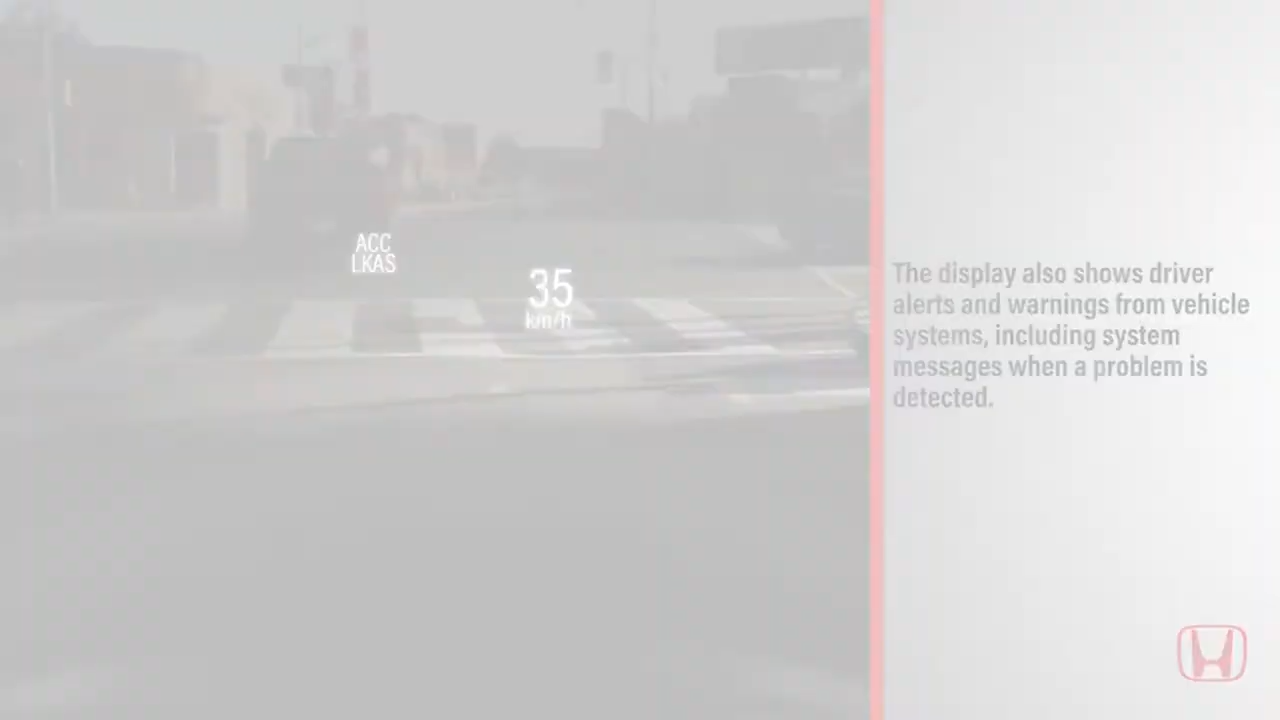 ACC
LKAS
35
km/h
The display also shows driver
alerts and warnings from vehicle
systems, including system
messages when a problem is
detected.